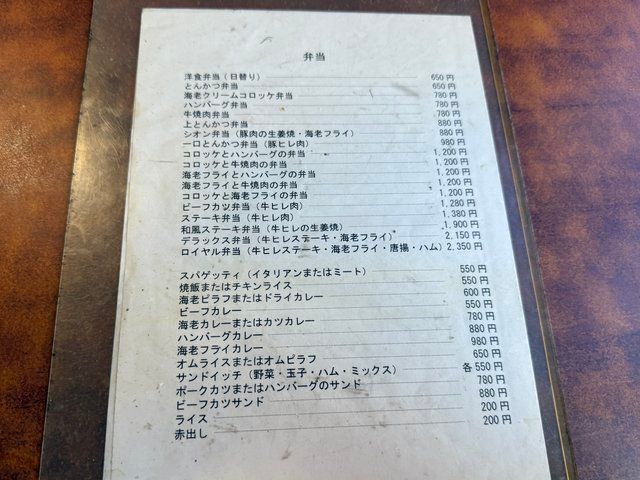 弁当
洋食弁当（日替り） 650円
とんかつ弁当 650円
海老クリームコロッケ弁当 780円
ハンバーグ弁当 780円
牛焼肉弁当 780円
上とんかつ弁当 880円
シオン弁当（豚肉の生姜焼・海老フライ） 880円
一口とんかつ弁当（豚ヒレ肉） 980円
コロッケとハンバーグの弁当 1,200円
コロッケと牛焼肉の弁当 1,200円
海老フライとハンバーグの弁当 1,200円
海老フライと牛焼肉の弁当 1,200円
コロッケと海老フライの弁当 1,200円
ビーフカツ弁当（牛ヒレ肉） 1,280円
ステーキ弁当（牛ヒレ肉） 1,380円
和風ステーキ弁当（牛ヒレの生姜焼） 1,900円
デラックス弁当（牛ヒレステーキ・海老フライ） 2,150円
ロイヤル弁当（牛ヒレステーキ・海老フライ・唐揚・ハム） 2,350円
スパゲッティ（イタリアンまたはミート） 550円
焼飯またはチキンライス 550円
海老ピラフまたはドライカレー 600円
ビーフカレー 550円
海老カレーまたはカツカレー 780円
ハンバーグカレー 880円
海老フライカレー 980円
オムライスまたはオムピラフ 650円
サンドイッチ（野菜・玉子・ハム・ミックス） 各550円
ポークカツまたはハンバーグのサンド 780円
ビーフカツサンド 880円
ライス 200円
赤出し 200円